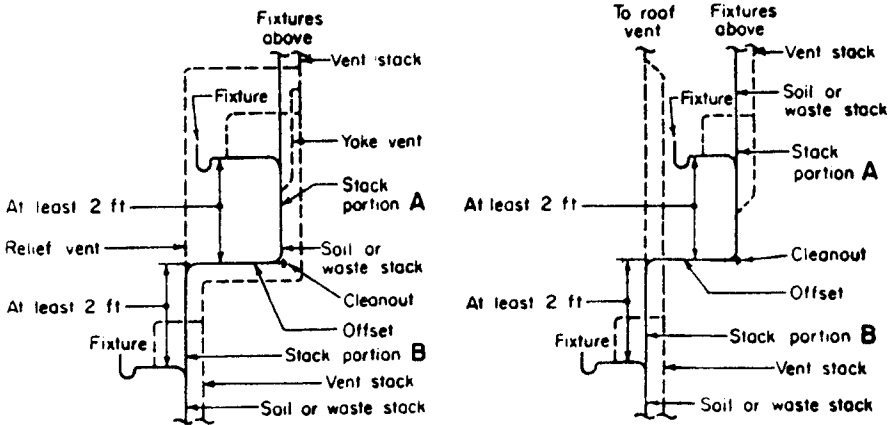 Fixtures
above
Vent stack
Fixture
Yoke vent
Stack
portion A
At least 2 ft
Relief vent
Soil or
waste stack
Cleanout
At least 2 ft
Offset
Fixture
Stack portion B
Vent stack
Soil or waste stack
To roof
vent
Fixtures
above
Vent stack
Soil or
waste stack
Fixture
Stack
portion A
At least 2 ft
Cleanout
At least 2 ft
Offset
Stack portion B
Fixture
Vent stack
Soil or waste stack